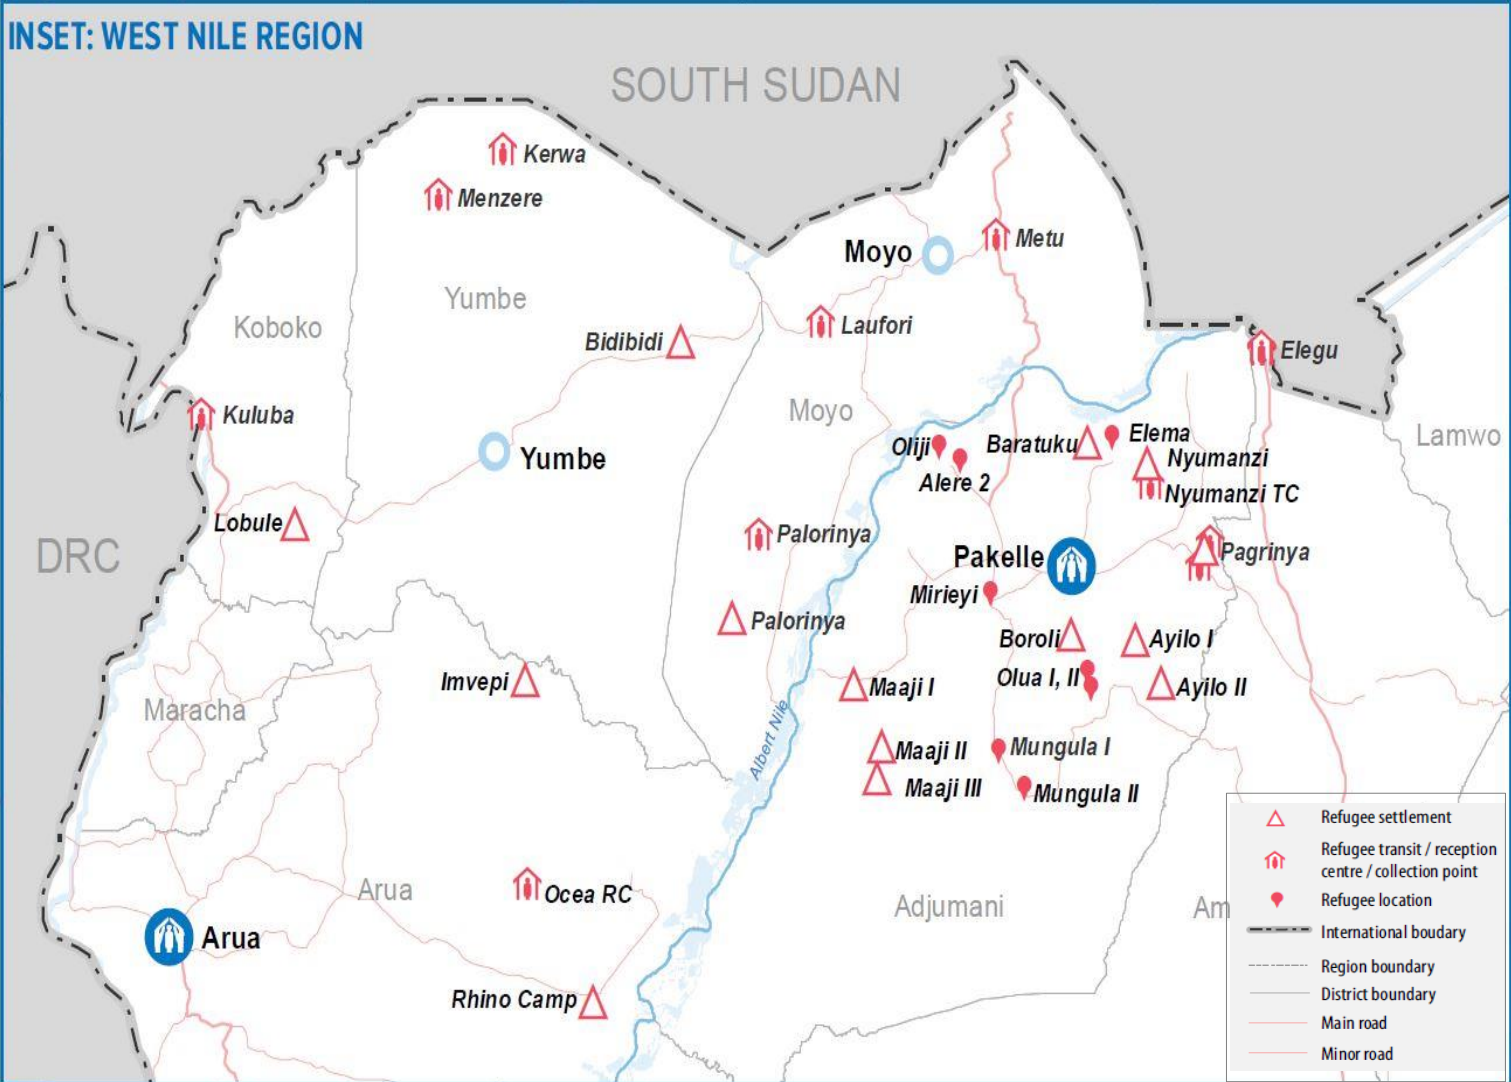 INSET: WEST NILE REGION
SOUTH SUDAN
Kerwa
Menzere
Metu
Moyo
Yumbe
Koboko
Laufori
Bidibidi
Elegu
Moyo
Kuluba
Lamwo
Yumbe
Oliji
Baratuku
Elema
Alere 2
Nyumanzi
Nyumanzi TC
Lobule
Palorinya
DRC
Pakelle
Pagrinya
Mirieyi
Palorinya
Boroli
Ayilo I
Imvepi
Olua I, II
Maaji I
Ayilo II
Maracha
Albert Nile
Maaji II
Mungula I
Maaji III
Mungula II
Arua
Ocea RC
Adjumani
Am
Arua
Rhino Camp
Refugee settlement
Refugee transit / reception
centre / collection point
Refugee location
International boudary
Region boundary
District boundary
Main road
Minor road